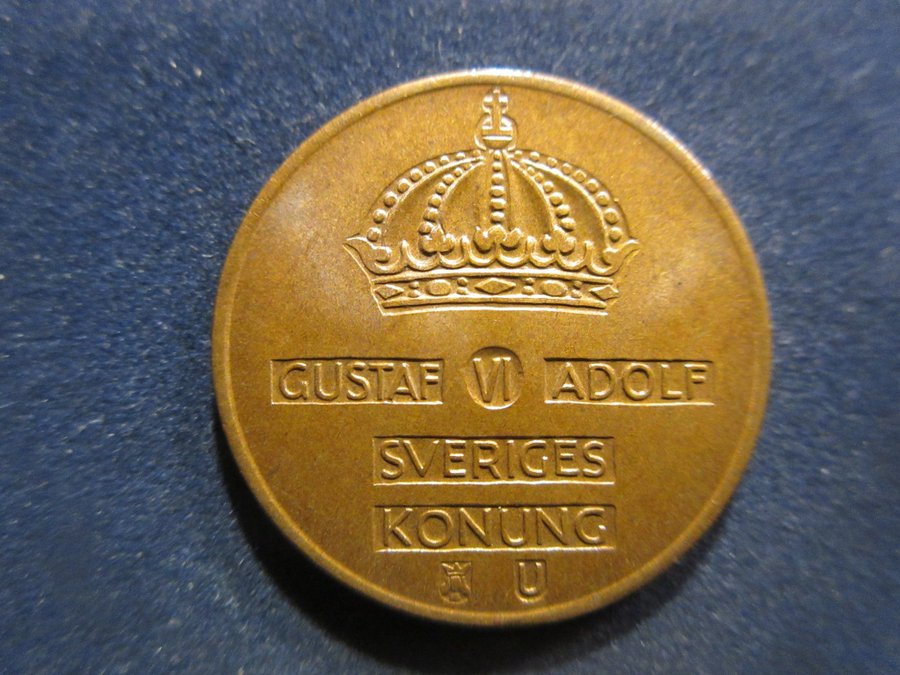 GUSTAF VI ADOLF
SVERIGES
KONUNG
U